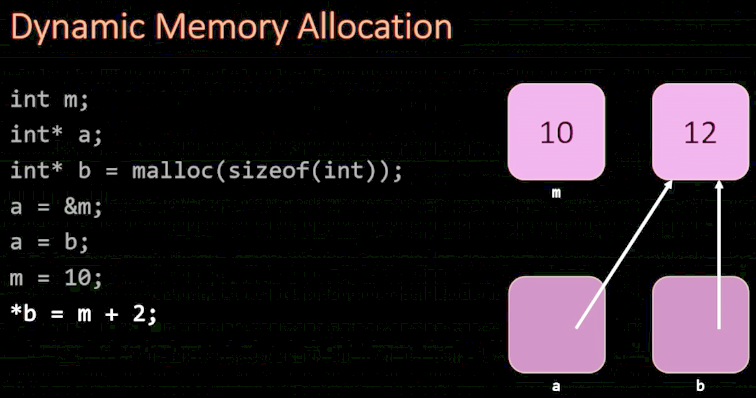 Dynamic Memory Allocation
int m;
int* a;
int* b = malloc(sizeof(int));
a = &m;
a = b;
m = 10;
*b = m + 2;
10
12
m
a
b